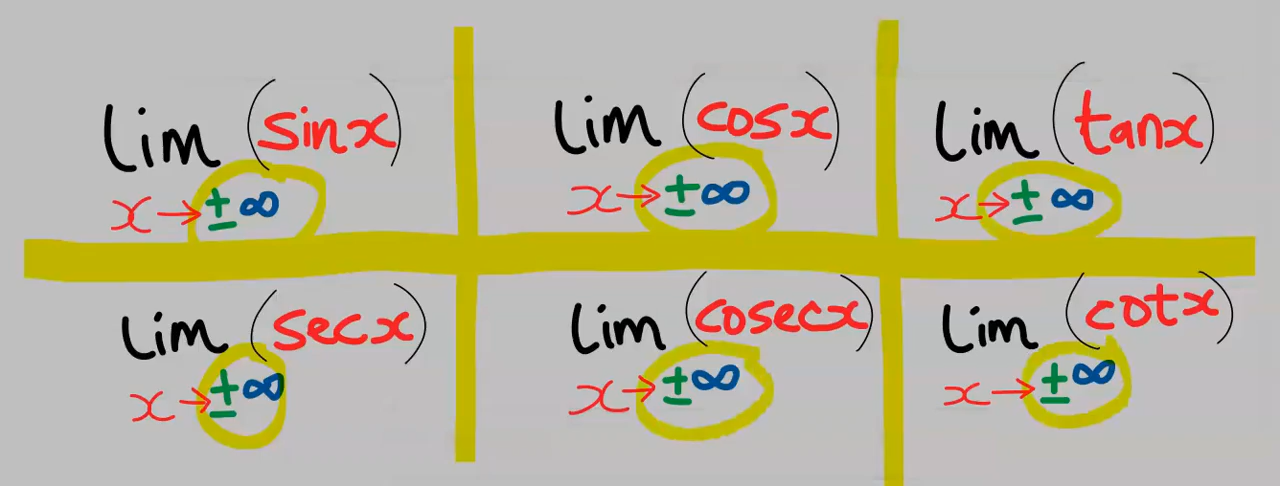 Lim (sinx)
x→±∞
Lim (cosx)
x→±∞
Lim (tanx)
x→±∞
Lim (secx)
x→±∞
Lim (cosecx)
x→±∞
Lim (cotx)
x→±∞